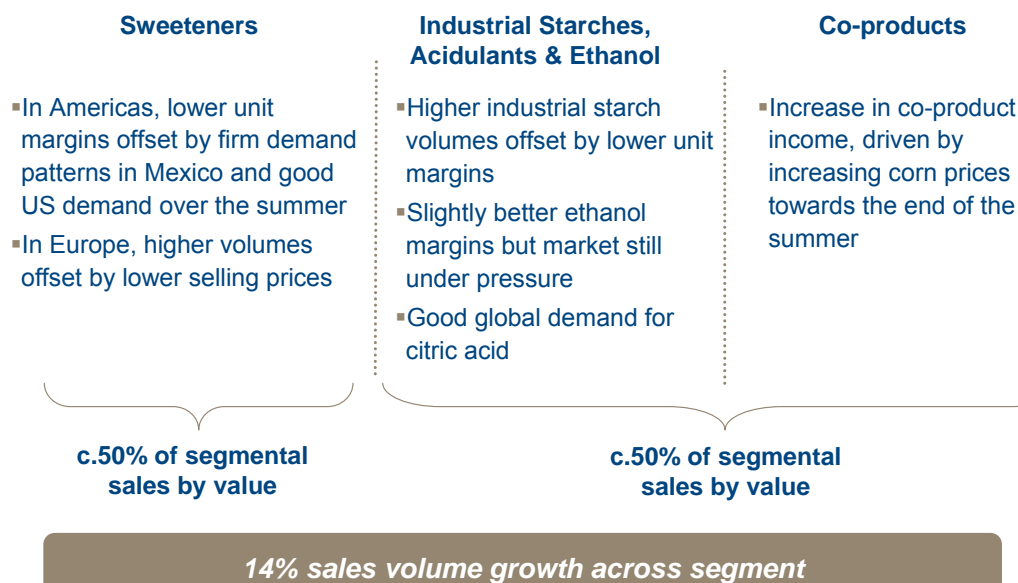 Sweeteners
▪In Americas, lower unit
margins offset by firm demand
patterns in Mexico and good
US demand over the summer
▪In Europe, higher volumes
offset by lower selling prices
Industrial Starches,
Acidulants & Ethanol
▪Higher industrial starch
volumes offset by lower unit
margins
▪Slightly better ethanol
margins but market still
under pressure
▪Good global demand for
citric acid
Co-products
▪Increase in co-product
income, driven by
increasing corn prices
towards the end of the
summer
c.50% of segmental
sales by value
c.50% of segmental
sales by value
14% sales volume growth across segment